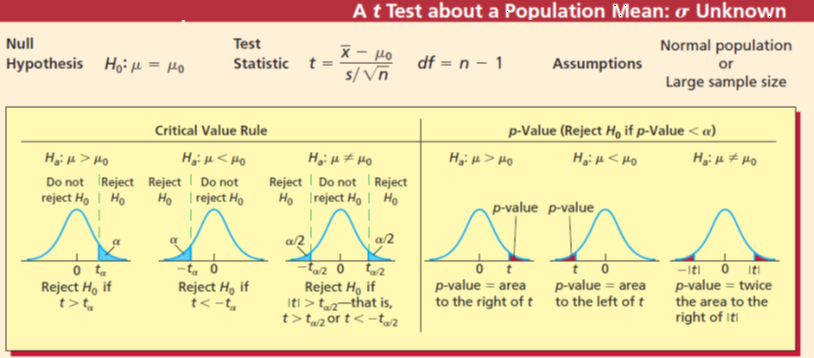 A t Test about a Population Mean: σ Unknown
Null
Hypothesis H₀: μ = μ₀
Test
Statistic t = (x̄ − μ₀) / (s/√n) df = n − 1
Assumptions
Normal population
or
Large sample size
Critical Value Rule
Hₐ: μ > μ₀
Do not reject H₀
Reject H₀
α
0 tα
Reject H₀ if
t > tα
Hₐ: μ < μ₀
Reject H₀
Do not reject H₀
α
−tα 0
Reject H₀ if
t < −tα
Hₐ: μ ≠ μ₀
Reject H₀
Do not reject H₀
Reject H₀
α/2 α/2
−tα/2 0 tα/2
Reject H₀ if
|t| > tα/2—that is,
t > tα/2 or t < −tα/2
p-Value (Reject H₀ if p-Value < α)
Hₐ: μ > μ₀
p-value
0 t
p-value = area
to the right of t
Hₐ: μ < μ₀
p-value
t 0
p-value = area
to the left of t
Hₐ: μ ≠ μ₀
−|t| 0 |t|
p-value = twice
the area to the
right of |t|